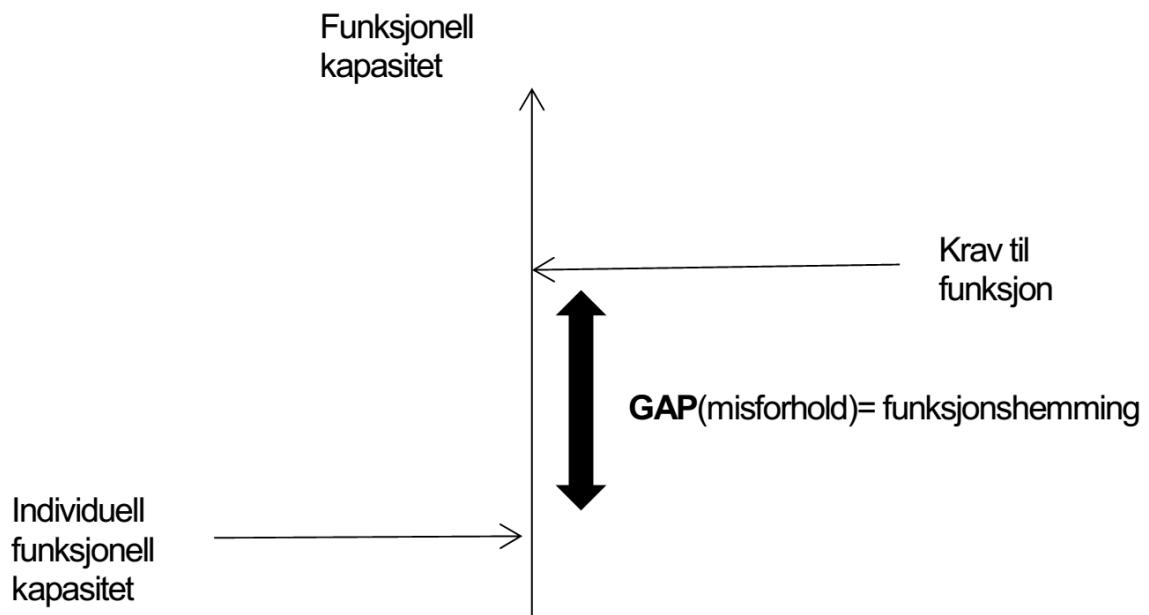 Funksjonell
kapasitet
Krav til
funksjon
GAP(misforhold)= funksjonshemming
Individuell
funksjonell
kapasitet